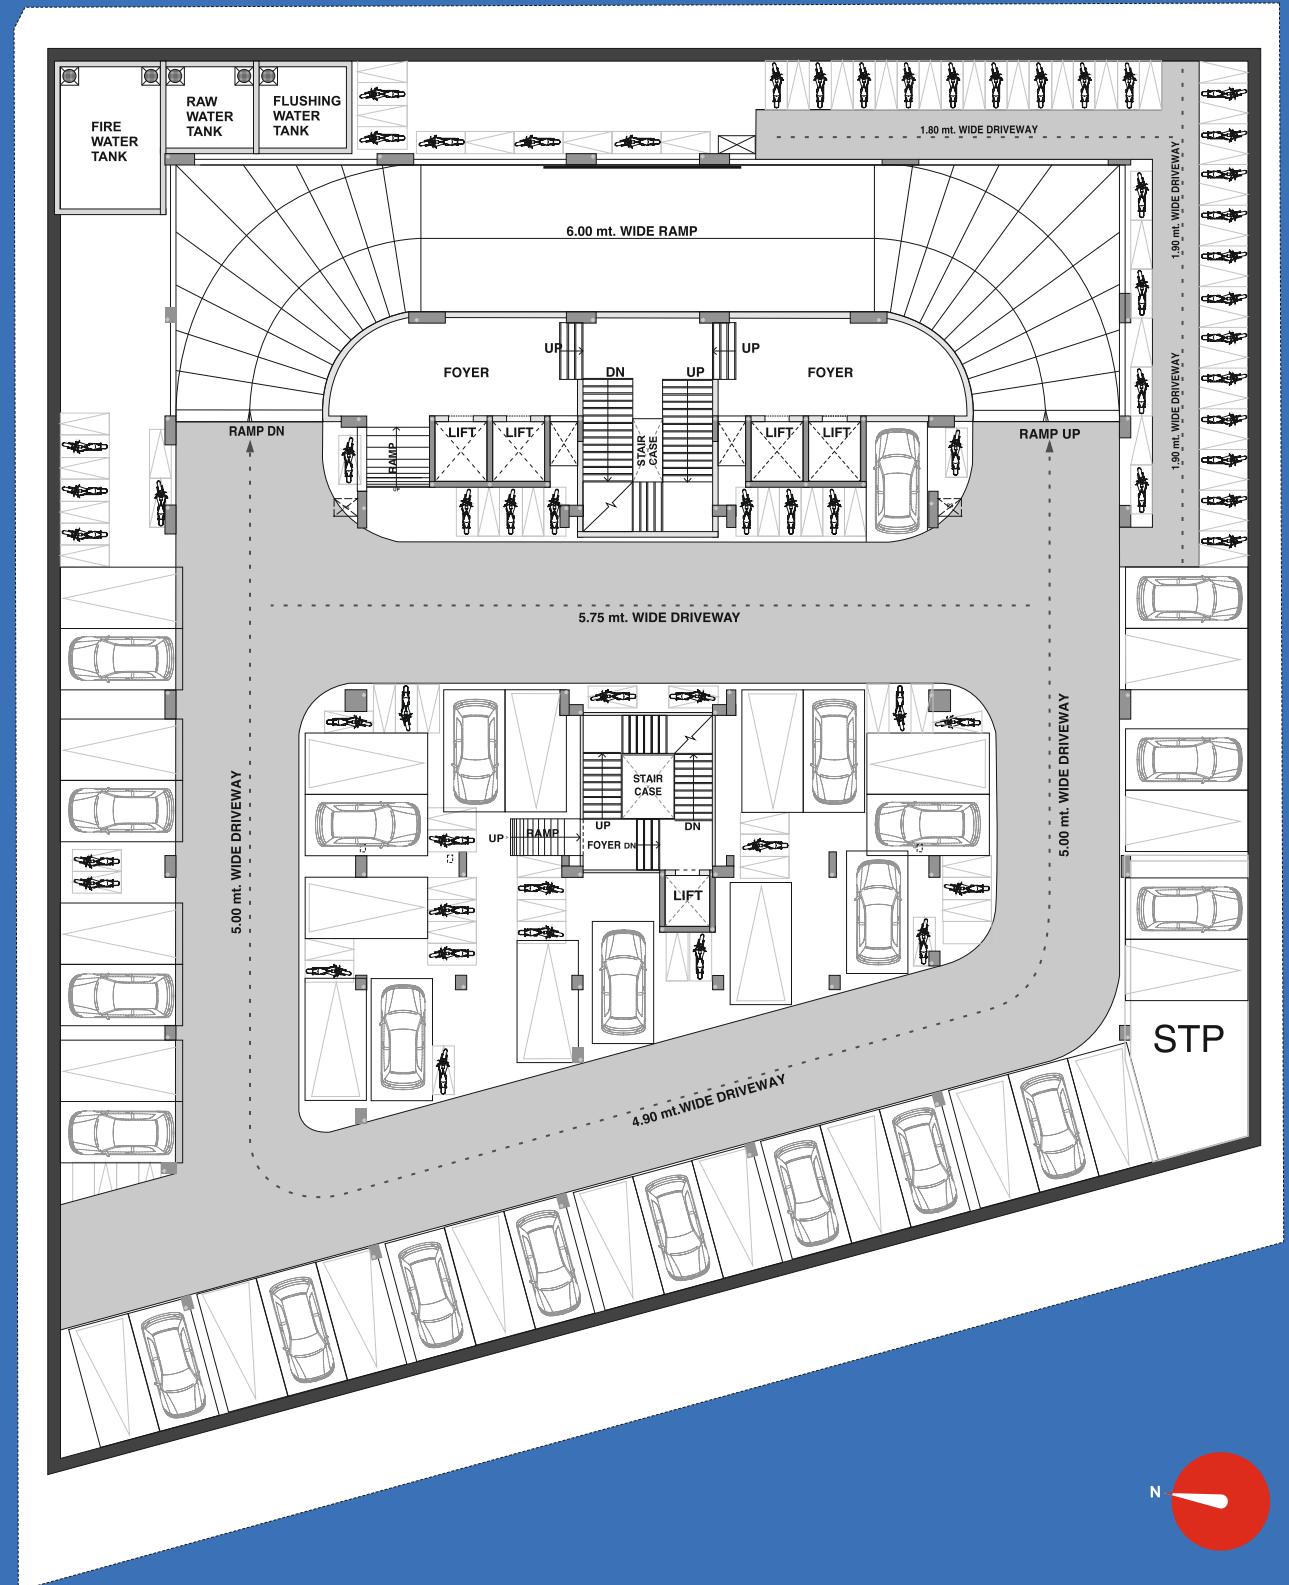 FIRE
WATER
TANK
RAW
WATER
TANK
FLUSHING
WATER
TANK
1.80 mt. WIDE DRIVEWAY
1.90 mt. WIDE DRIVEWAY
6.00 mt. WIDE RAMP
UP
UP
FOYER
DN
UP
FOYER
1.90 mt. WIDE DRIVEWAY
RAMP DN
LIFT
LIFT
LIFT
LIFT
RAMP UP
RAMP
STAIR
CASE
5.75 mt. WIDE DRIVEWAY
5.00 mt. WIDE DRIVEWAY
5.00 mt. WIDE DRIVEWAY
STAIR
CASE
UP
RAMP
UP
DN
FOYER
DN
LIFT
STP
4.90 mt.WIDE DRIVEWAY
N